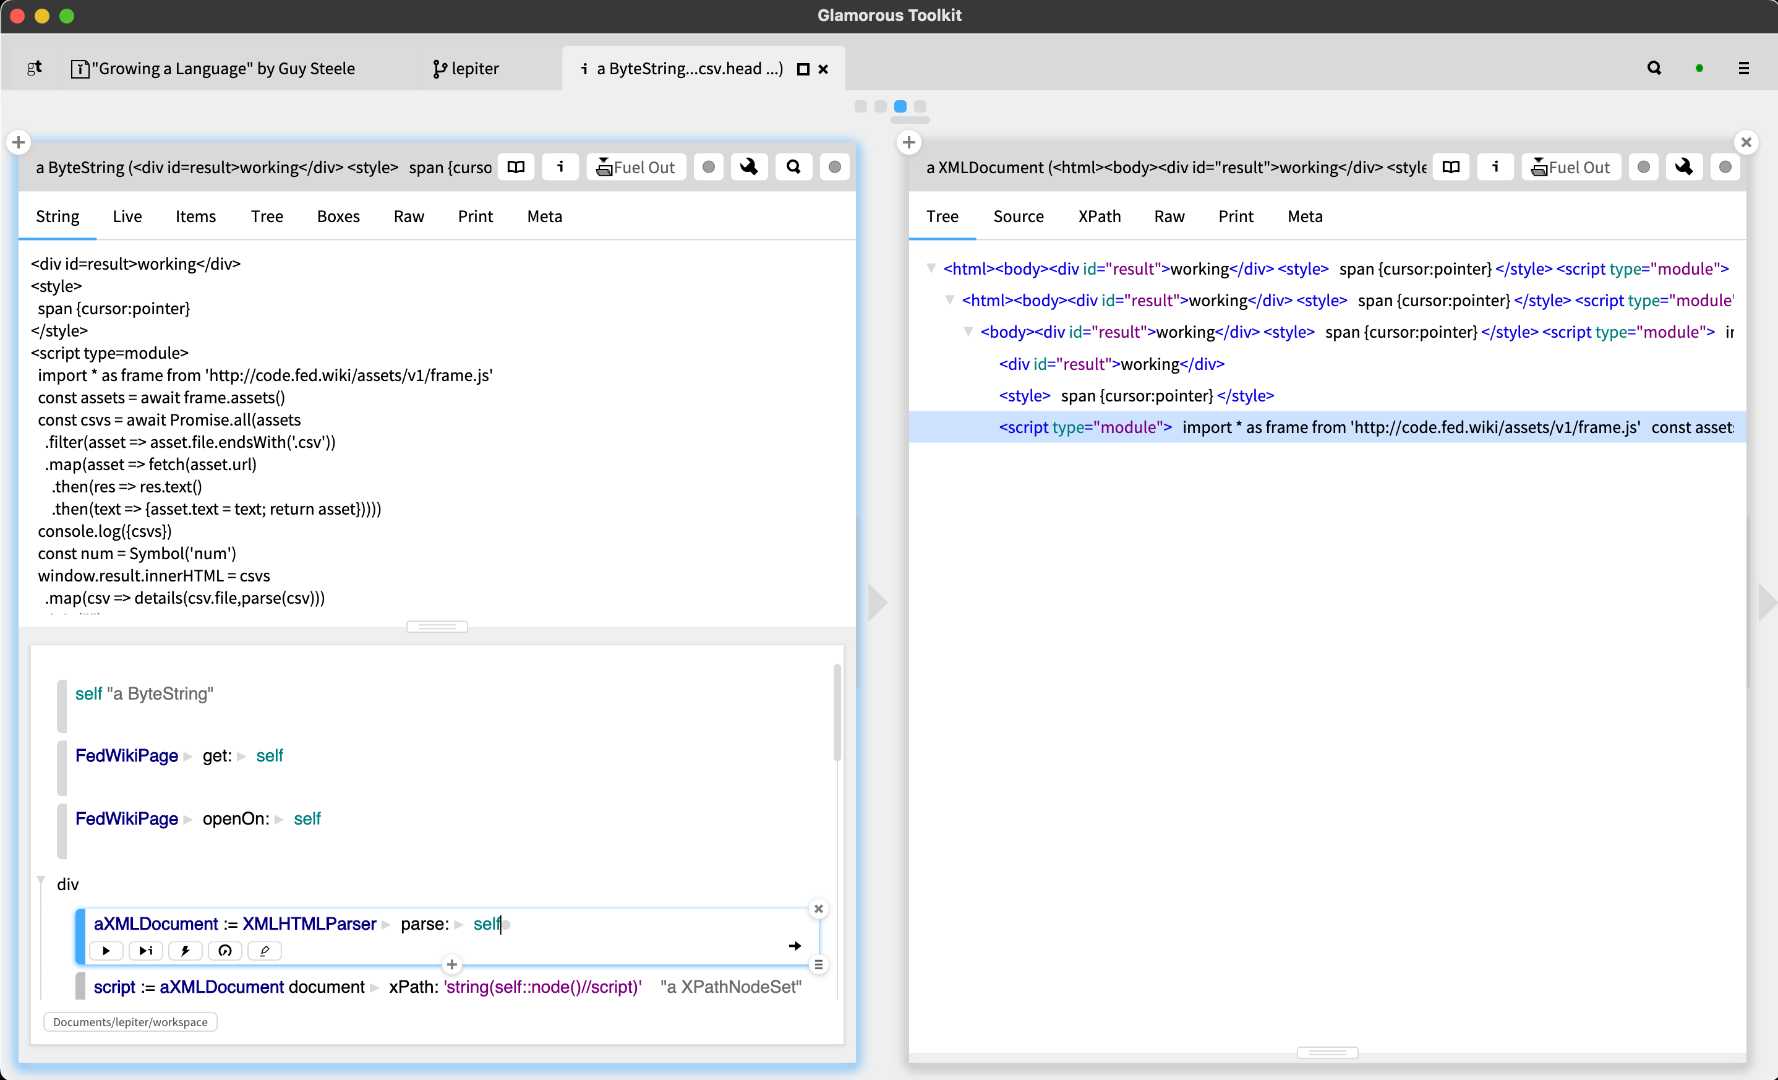 Glamorous Toolkit
gt
"Growing a Language" by Guy Steele
lepiter
i a ByteString...csv.head ...)
a ByteString (<div id=result>working</div> <style>  span {curso
i
Fuel Out
String Live Items Tree Boxes Raw Print Meta
<div id=result>working</div>
<style>
 span {cursor:pointer}
</style>
<script type=module>
 import * as frame from 'http://code.fed.wiki/assets/v1/frame.js'
 const assets = await frame.assets()
 const csvs = await Promise.all(assets
  .filter(asset => asset.file.endsWith('.csv'))
  .map(asset => fetch(asset.url)
   .then(res => res.text()
   .then(text => {asset.text = text; return asset}))))
 console.log({csvs})
 const num = Symbol('num')
 window.result.innerHTML = csvs
  .map(csv => details(csv.file,parse(csv)))
self "a ByteString"
FedWikiPage get: self
FedWikiPage openOn: self
div
aXMLDocument := XMLHTMLParser parse: self
i
script := aXMLDocument document xPath: 'string(self::node()//script)' "a XPathNodeSet"
Documents/lepiter/workspace
a XMLDocument (<html><body><div id="result">working</div> <style
i
Fuel Out
Tree Source XPath Raw Print Meta
<html><body><div id="result">working</div> <style>  span {cursor:pointer} </style> <script type="module">
<html><body><div id="result">working</div> <style>  span {cursor:pointer} </style> <script type="module"
<body><div id="result">working</div> <style>  span {cursor:pointer} </style> <script type="module">
<div id="result">working</div>
<style>  span {cursor:pointer} </style>
<script type="module">  import * as frame from 'http://code.fed.wiki/assets/v1/frame.js'  const assets